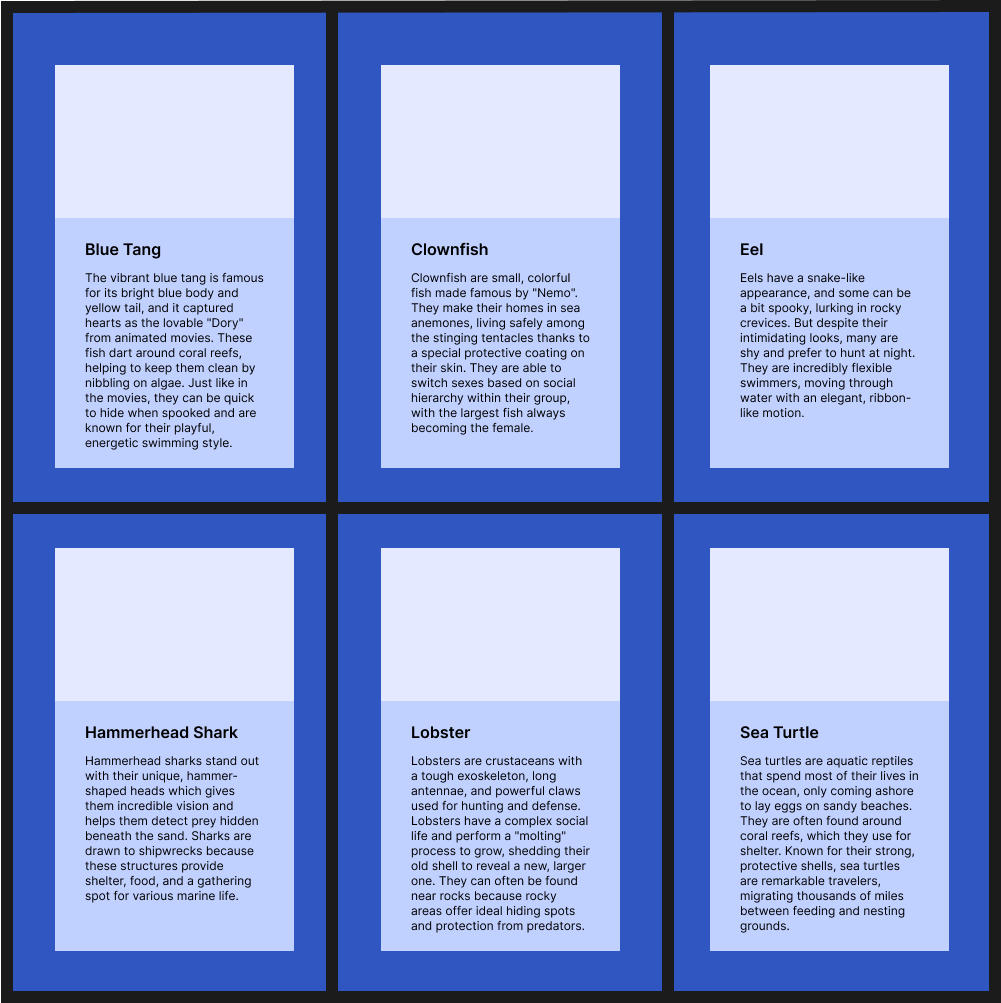 Blue Tang
The vibrant blue tang is famous
for its bright blue body and
yellow tail, and it captured
hearts as the lovable "Dory"
from animated movies. These
fish dart around coral reefs,
helping to keep them clean by
nibbling on algae. Just like in
the movies, they can be quick
to hide when spooked and are
known for their playful,
energetic swimming style.
Clownfish
Clownfish are small, colorful
fish made famous by "Nemo".
They make their homes in sea
anemones, living safely among
the stinging tentacles thanks to
a special protective coating on
their skin. They are able to
switch sexes based on social
hierarchy within their group,
with the largest fish always
becoming the female.
Eel
Eels have a snake-like
appearance, and some can be
a bit spooky, lurking in rocky
crevices. But despite their
intimidating looks, many are
shy and prefer to hunt at night.
They are incredibly flexible
swimmers, moving through
water with an elegant, ribbon-
like motion.
Hammerhead Shark
Hammerhead sharks stand out
with their unique, hammer-
shaped heads which gives
them incredible vision and
helps them detect prey hidden
beneath the sand. Sharks are
drawn to shipwrecks because
these structures provide
shelter, food, and a gathering
spot for various marine life.
Lobster
Lobsters are crustaceans with
a tough exoskeleton, long
antennae, and powerful claws
used for hunting and defense.
Lobsters have a complex social
life and perform a "molting"
process to grow, shedding their
old shell to reveal a new, larger
one. They can often be found
near rocks because rocky
areas offer ideal hiding spots
and protection from predators.
Sea Turtle
Sea turtles are aquatic reptiles
that spend most of their lives in
the ocean, only coming ashore
to lay eggs on sandy beaches.
They are often found around
coral reefs, which they use for
shelter. Known for their strong,
protective shells, sea turtles
are remarkable travelers,
migrating thousands of miles
between feeding and nesting
grounds.